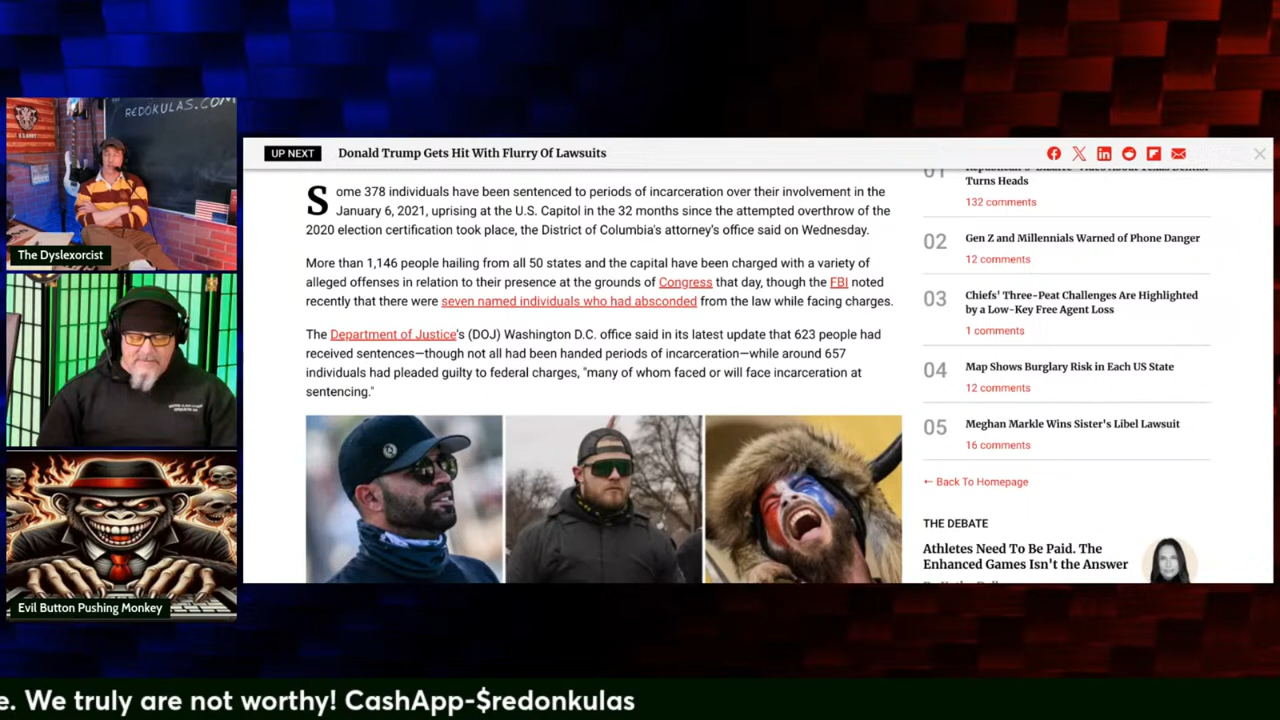 REDOKULAS.COM
U.S. ARMY
The Dyslexorcist
Evil Button Pushing Monkey
UP NEXT
Donald Trump Gets Hit With Flurry Of Lawsuits
Some 378 individuals have been sentenced to periods of incarceration over their involvement in the
January 6, 2021, uprising at the U.S. Capitol in the 32 months since the attempted overthrow of the
2020 election certification took place, the District of Columbia's attorney's office said on Wednesday.
More than 1,146 people hailing from all 50 states and the capital have been charged with a variety of
alleged offenses in relation to their presence at the grounds of Congress that day, though the FBI noted
recently that there were seven named individuals who had absconded from the law while facing charges.
The Department of Justice's (DOJ) Washington D.C. office said in its latest update that 623 people had
received sentences—though not all had been handed periods of incarceration—while around 657
individuals had pleaded guilty to federal charges, "many of whom faced or will face incarceration at
sentencing."
01
Turns Heads
132 comments
02
Gen Z and Millennials Warned of Phone Danger
12 comments
03
Chiefs' Three-Peat Challenges Are Highlighted
by a Low-Key Free Agent Loss
1 comments
04
Map Shows Burglary Risk in Each US State
12 comments
05
Meghan Markle Wins Sister's Libel Lawsuit
16 comments
← Back To Homepage
THE DEBATE
Athletes Need To Be Paid. The
Enhanced Games Isn't the Answer
e. We truly are not worthy! CashApp-$redonkulas